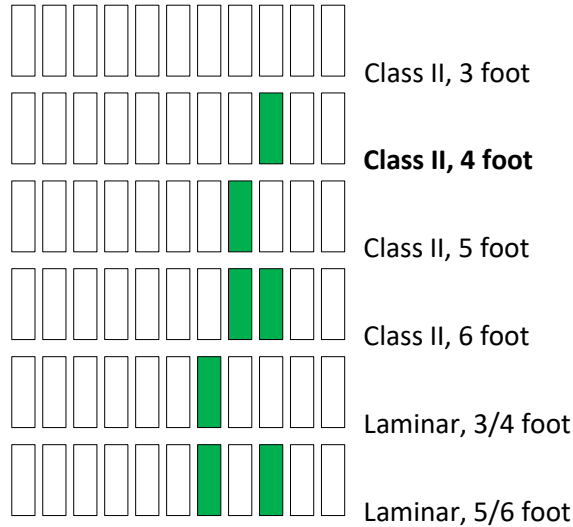 Class II, 3 foot
Class II, 4 foot
Class II, 5 foot
Class II, 6 foot
Laminar, 3/4 foot
Laminar, 5/6 foot